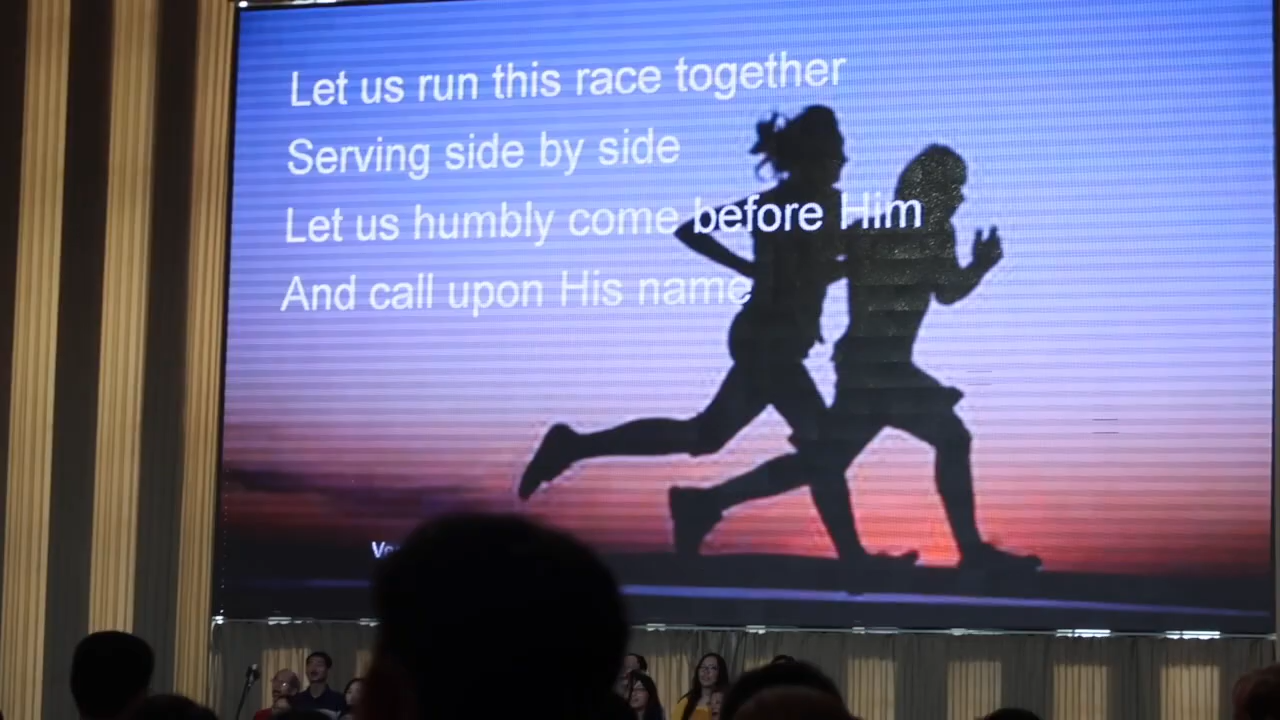 Let us run this race together
Serving side by side
Let us humbly come before Him
And call upon His name